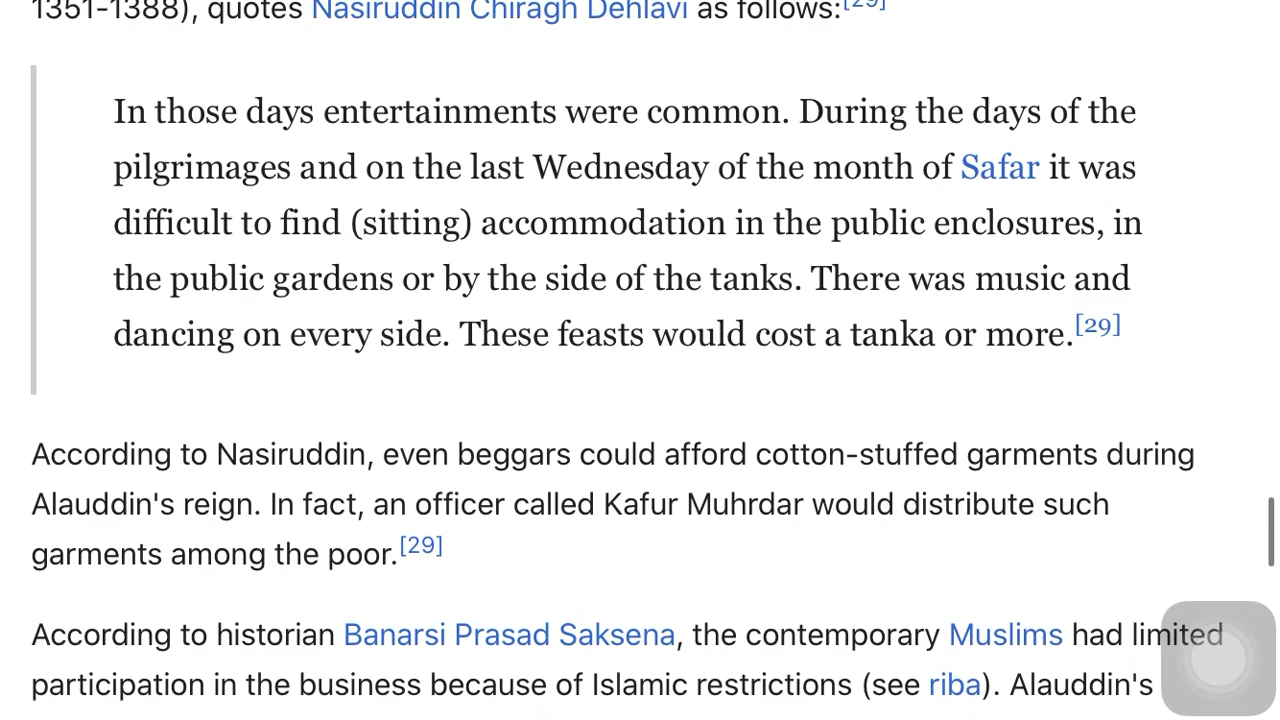 1351-1388), quotes Nasiruddin Chiragh Dehlavi as follows:[29]
In those days entertainments were common. During the days of the
pilgrimages and on the last Wednesday of the month of Safar it was
difficult to find (sitting) accommodation in the public enclosures, in
the public gardens or by the side of the tanks. There was music and
dancing on every side. These feasts would cost a tanka or more.[29]
According to Nasiruddin, even beggars could afford cotton-stuffed garments during
Alauddin's reign. In fact, an officer called Kafur Muhrdar would distribute such
garments among the poor.[29]
According to historian Banarsi Prasad Saksena, the contemporary Muslims had limited
participation in the business because of Islamic restrictions (see riba). Alauddin's